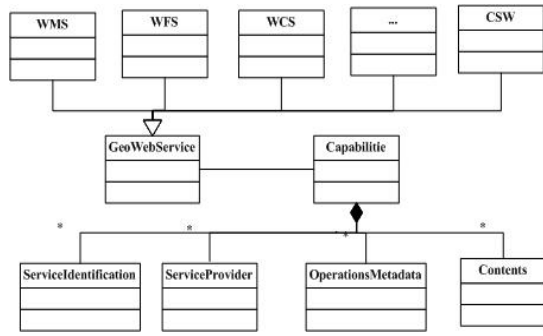 WMS WFS WCS ... CSW
GeoWebService Capabilitie
* * * *
ServiceIdentification ServiceProvider OperationsMetadata Contents